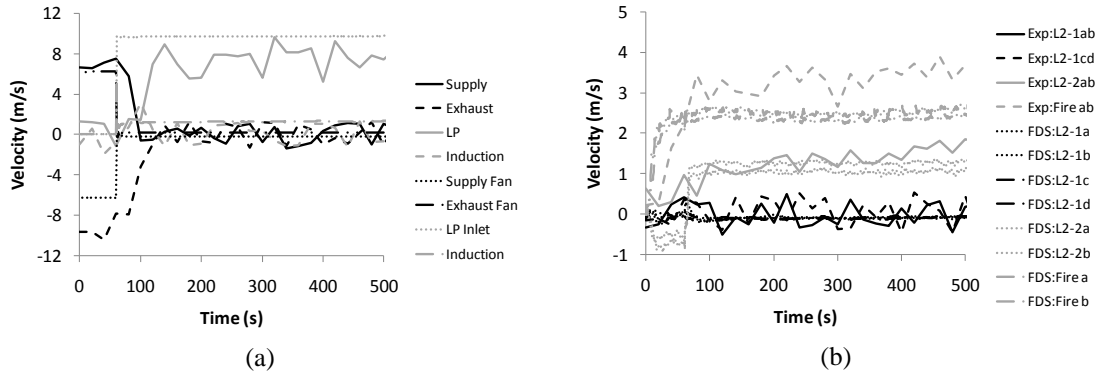 12
8
4
0
-4
-8
-12
Velocity (m/s)
0 100 200 300 400 500
Time (s)
Supply
Exhaust
LP
Induction
Supply Fan
Exhaust Fan
LP Inlet
Induction
(a)
5
4
3
2
1
0
-1
Velocity (m/s)
0 100 200 300 400 500
Time (s)
Exp:L2-1ab
Exp:L2-1cd
Exp:L2-2ab
Exp:Fire ab
FDS:L2-1a
FDS:L2-1b
FDS:L2-1c
FDS:L2-1d
FDS:L2-2a
FDS:L2-2b
FDS:Fire a
FDS:Fire b
(b)